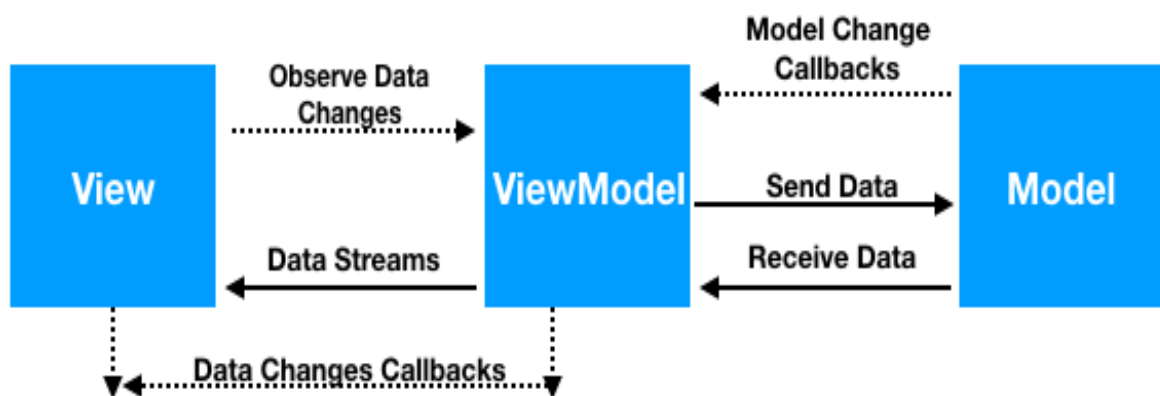 Model Change
Callbacks
Observe Data
Changes
View
ViewModel
Send Data
Model
Data Streams
Receive Data
Data Changes Callbacks